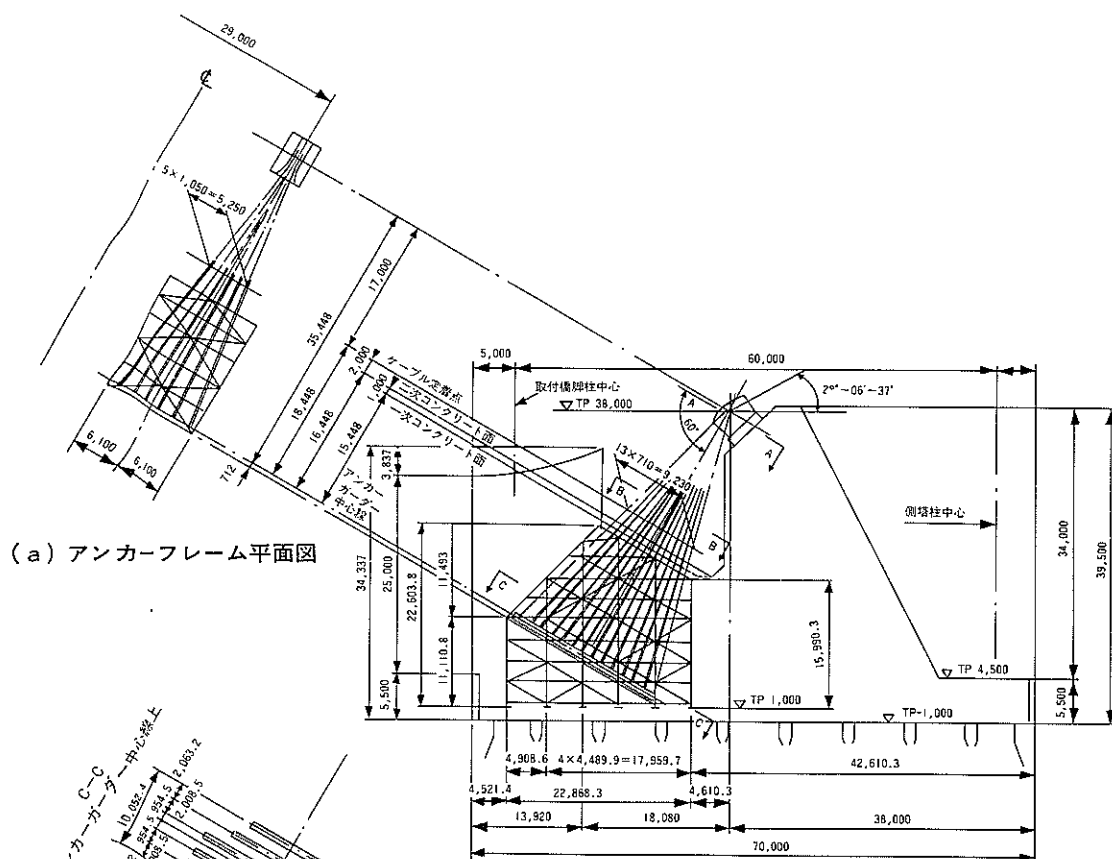 29,000
℄
5×1,050=5,250
17,000
35,448
18,448
2,000
16,448
1,000
15,448
712
6,100
6,100
ケーブル定着点
二次コンクリート面
一次コンクリート面
アンカー
ガーダー
中心線
5,000
60,000
取付橋脚柱中心
▽ TP 38,000
A
60°
A
13×710=9,230
B
B
C
C
側塔柱中心
34,000
39,500
5,500
3,837
34,337
25,000
22,603.8
11,493
11,110.8
5,500
15,990.3
▽ TP 4,500
▽ TP 1,000
▽ TP-1,000
4,908.6
4×4,489.9=17,959.7
42,610.3
4,521.4
22,868.3
4,610.3
13,920
18,080
38,000
70,000
(a) アンカーフレーム平面図
C-C
カーガーダー中心線上
10,052.4
2,063.2
954.5
954.5
2,008.5